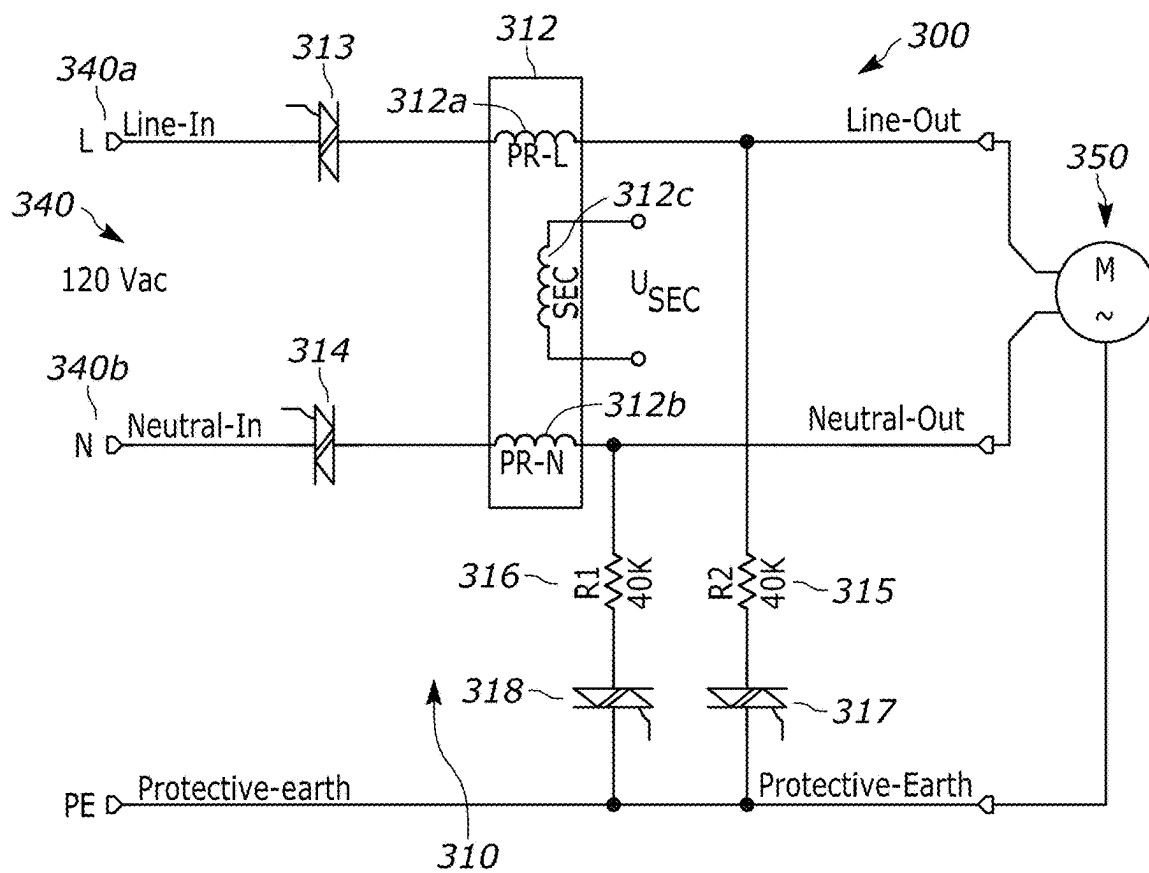 312
300
313
340a
312a
L
Line-In
Line-Out
PR-L
350
340
312c
M
~
120 Vac
SEC
USEC
314
340b
312b
N
Neutral-In
Neutral-Out
PR-N
316
R1
40K
R2
40K
315
318
317
PE
Protective-earth
Protective-Earth
310